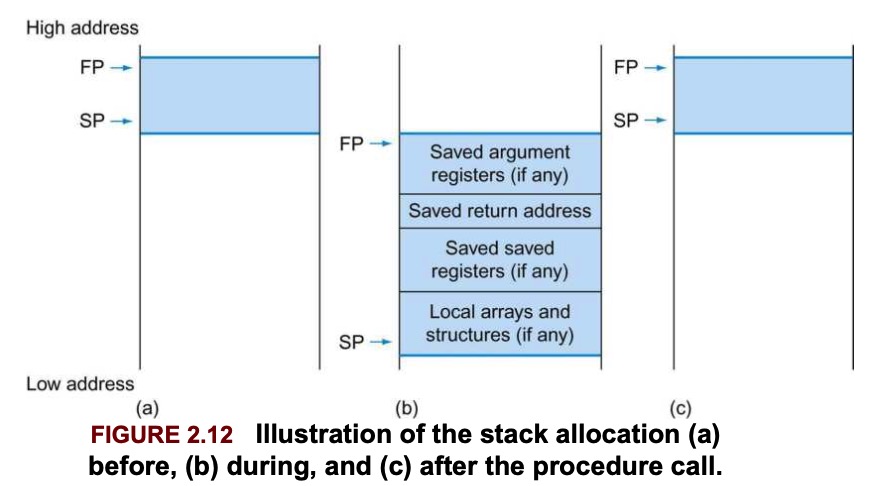 High address
FP
SP
FP
Saved argument
registers (if any)
Saved return address
Saved saved
registers (if any)
Local arrays and
structures (if any)
SP
FP
SP
Low address
(a)
(b)
(c)
FIGURE 2.12 Illustration of the stack allocation (a)
before, (b) during, and (c) after the procedure call.